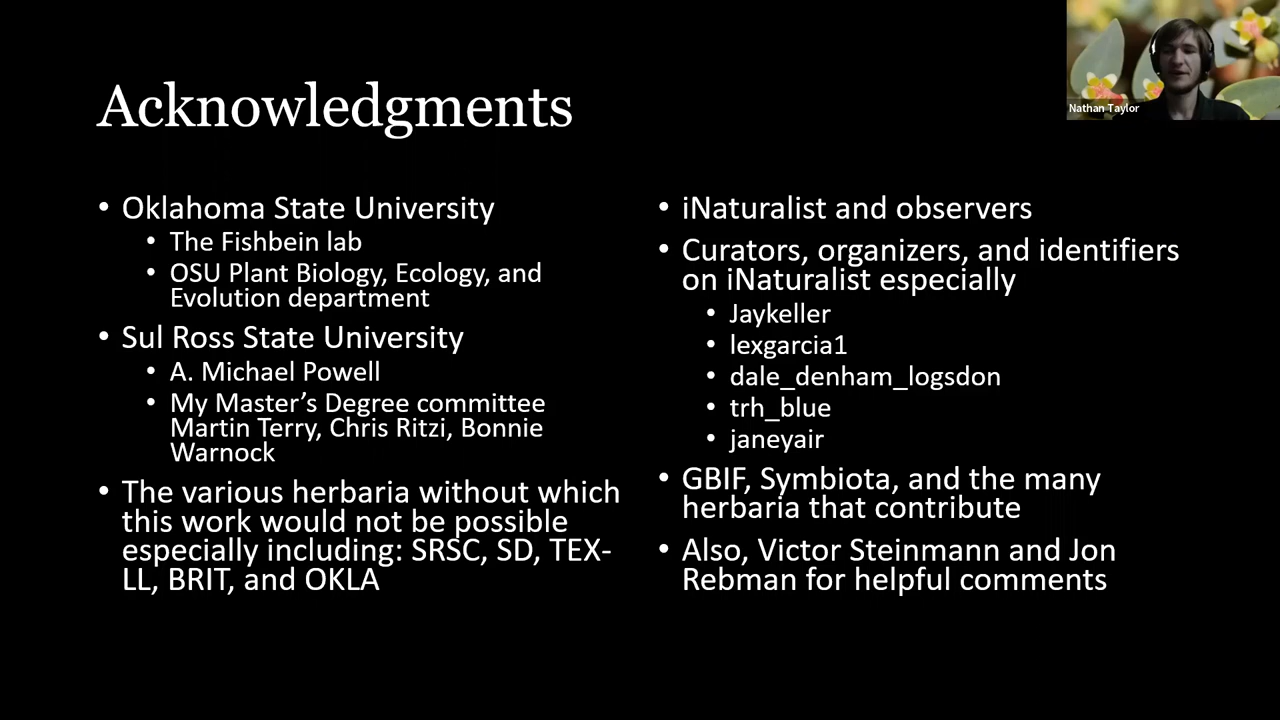 Acknowledgments
Nathan Taylor
• Oklahoma State University
• The Fishbein lab
• OSU Plant Biology, Ecology, and
Evolution department
• Sul Ross State University
• A. Michael Powell
• My Master’s Degree committee
Martin Terry, Chris Ritzi, Bonnie
Warnock
• The various herbaria without which
this work would not be possible
especially including: SRSC, SD, TEX-
LL, BRIT, and OKLA
• iNaturalist and observers
• Curators, organizers, and identifiers
on iNaturalist especially
• Jaykeller
• lexgarcia1
• dale_denham_logsdon
• trh_blue
• janeyair
• GBIF, Symbiota, and the many
herbaria that contribute
• Also, Victor Steinmann and Jon
Rebman for helpful comments